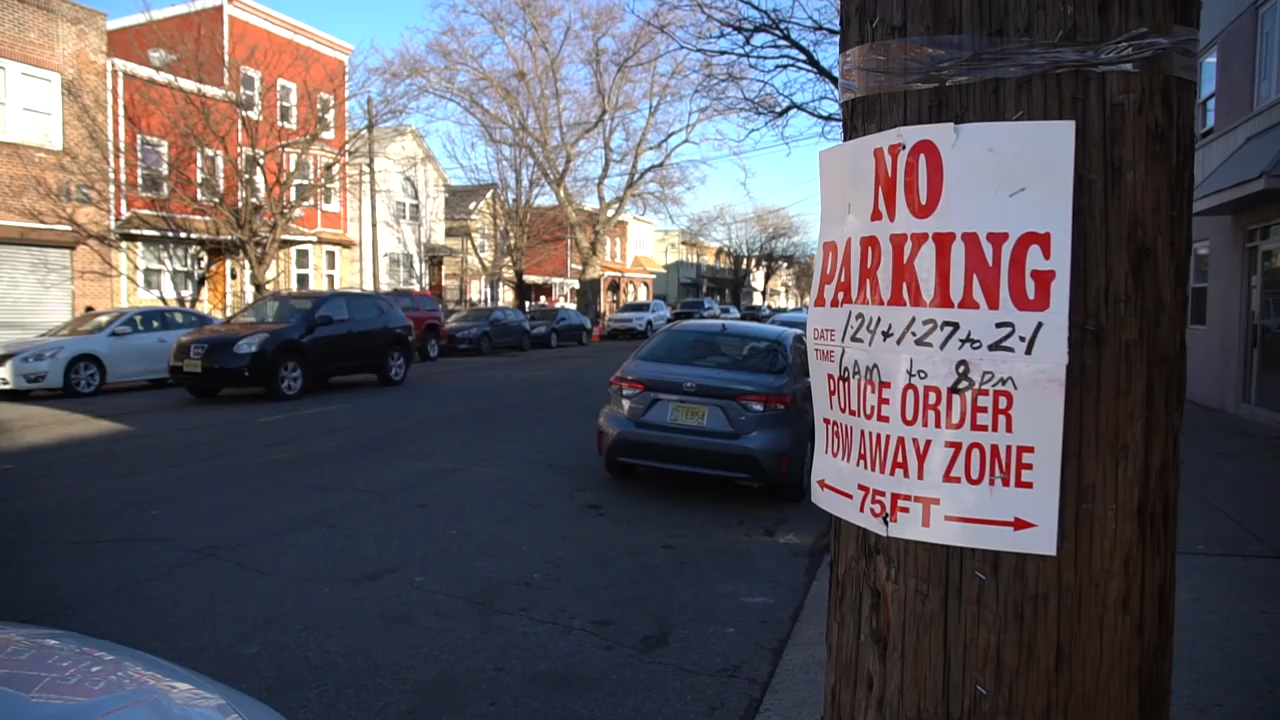 NO
PARKING
DATE 1-24 + 1-27 to 2-1
TIME 6AM to 8pm
POLICE ORDER
TOW AWAY ZONE
75FT